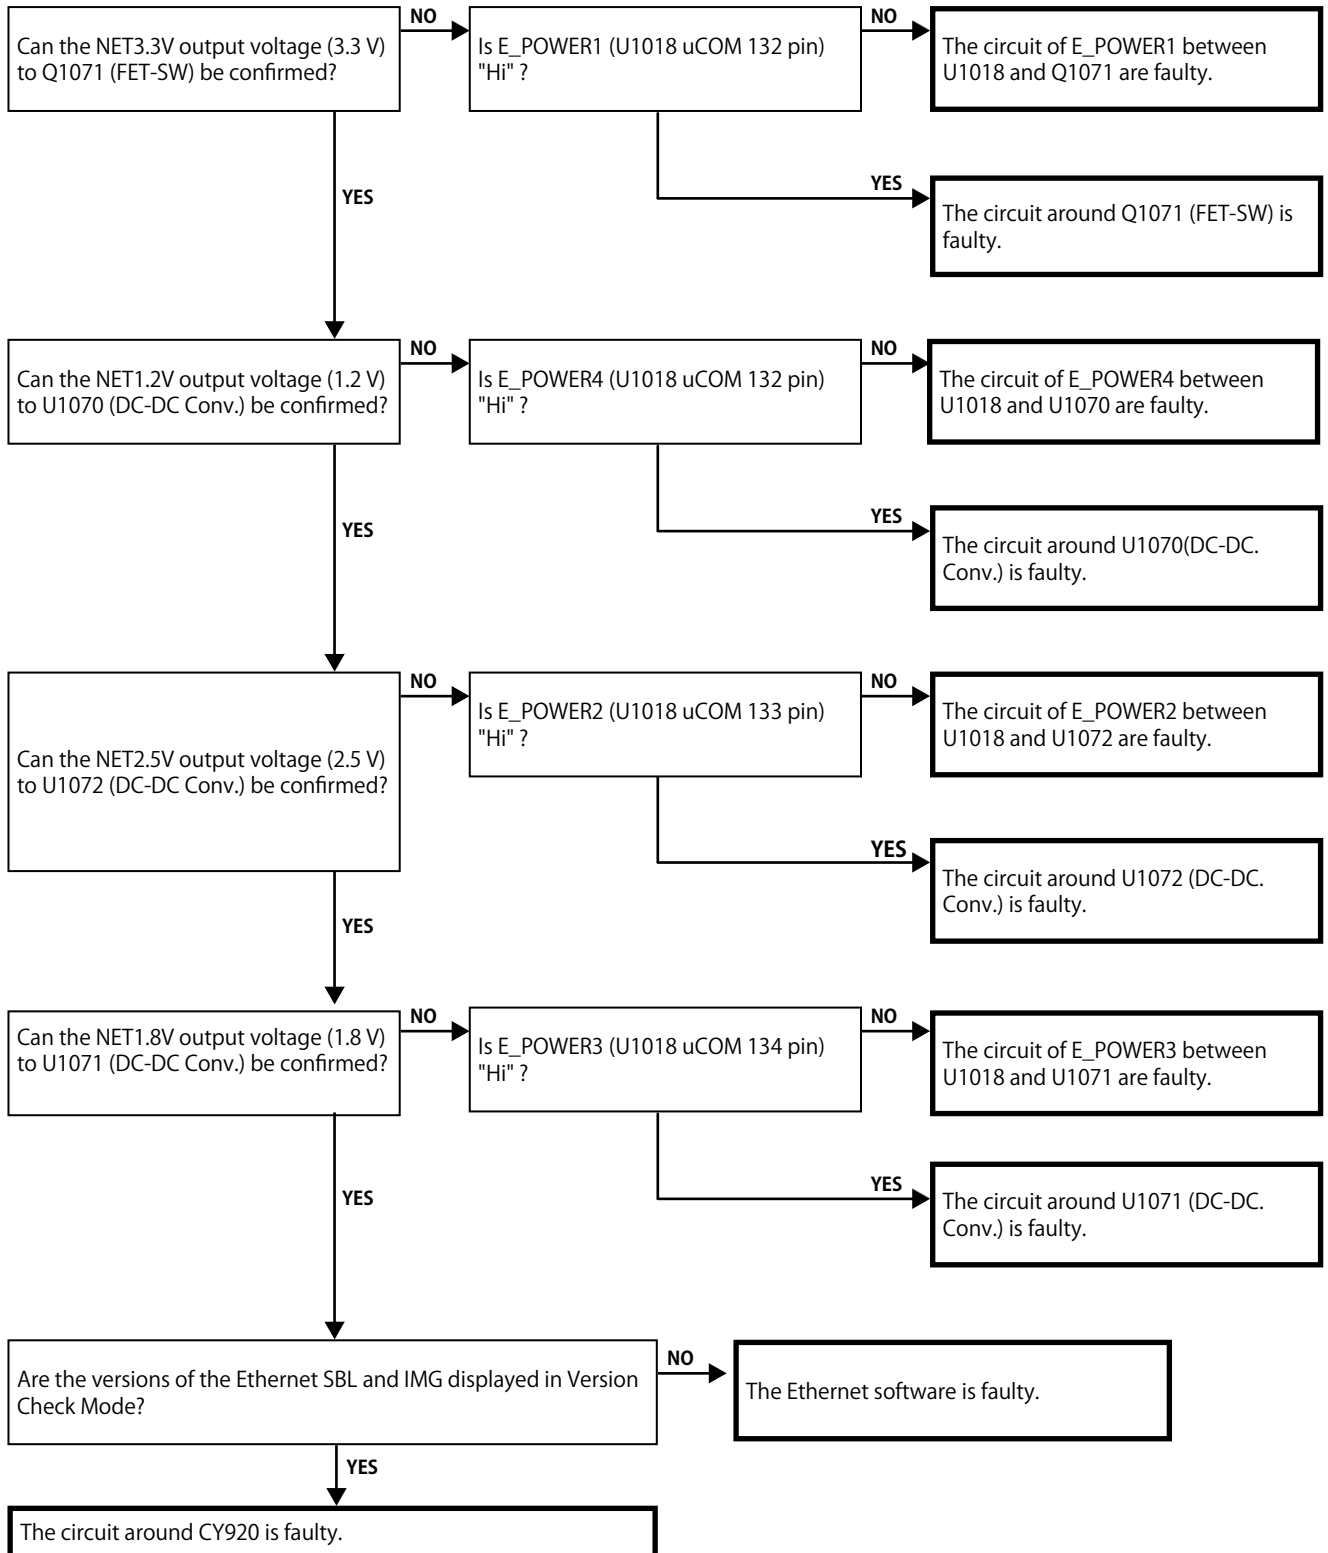 Can the NET3.3V output voltage (3.3 V)
to Q1071 (FET-SW) be confirmed?
NO
Is E_POWER1 (U1018 uCOM 132 pin)
"Hi" ?
NO
The circuit of E_POWER1 between
U1018 and Q1071 are faulty.
YES
The circuit around Q1071 (FET-SW) is
faulty.
YES
Can the NET1.2V output voltage (1.2 V)
to U1070 (DC-DC Conv.) be confirmed?
NO
Is E_POWER4 (U1018 uCOM 132 pin)
"Hi" ?
NO
The circuit of E_POWER4 between
U1018 and U1070 are faulty.
YES
The circuit around U1070(DC-DC.
Conv.) is faulty.
YES
Can the NET2.5V output voltage (2.5 V)
to U1072 (DC-DC Conv.) be confirmed?
NO
Is E_POWER2 (U1018 uCOM 133 pin)
"Hi" ?
NO
The circuit of E_POWER2 between
U1018 and U1072 are faulty.
YES
The circuit around U1072 (DC-DC.
Conv.) is faulty.
YES
Can the NET1.8V output voltage (1.8 V)
to U1071 (DC-DC Conv.) be confirmed?
NO
Is E_POWER3 (U1018 uCOM 134 pin)
"Hi" ?
NO
The circuit of E_POWER3 between
U1018 and U1071 are faulty.
YES
The circuit around U1071 (DC-DC.
Conv.) is faulty.
YES
Are the versions of the Ethernet SBL and IMG displayed in Version
Check Mode?
NO
The Ethernet software is faulty.
YES
The circuit around CY920 is faulty.